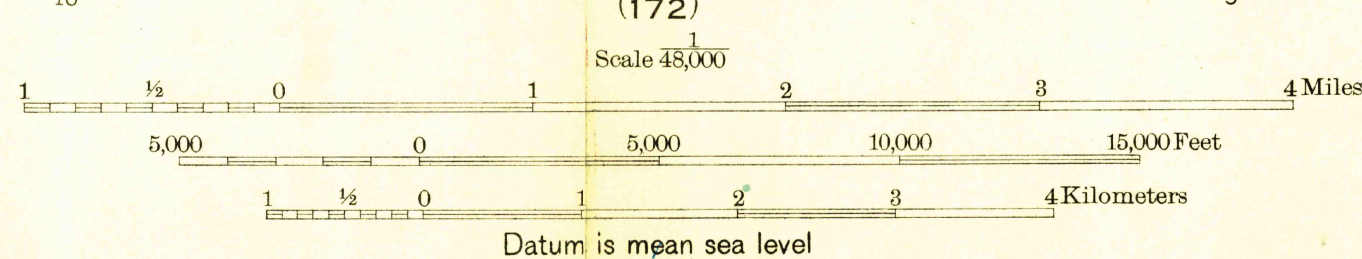 (172)
Scale 1/48,000
1 ½ 0 1 2 3 4 Miles
5,000 0 5,000 10,000 15,000 Feet
1 ½ 0 1 2 3 4 Kilometers
Datum is mean sea level